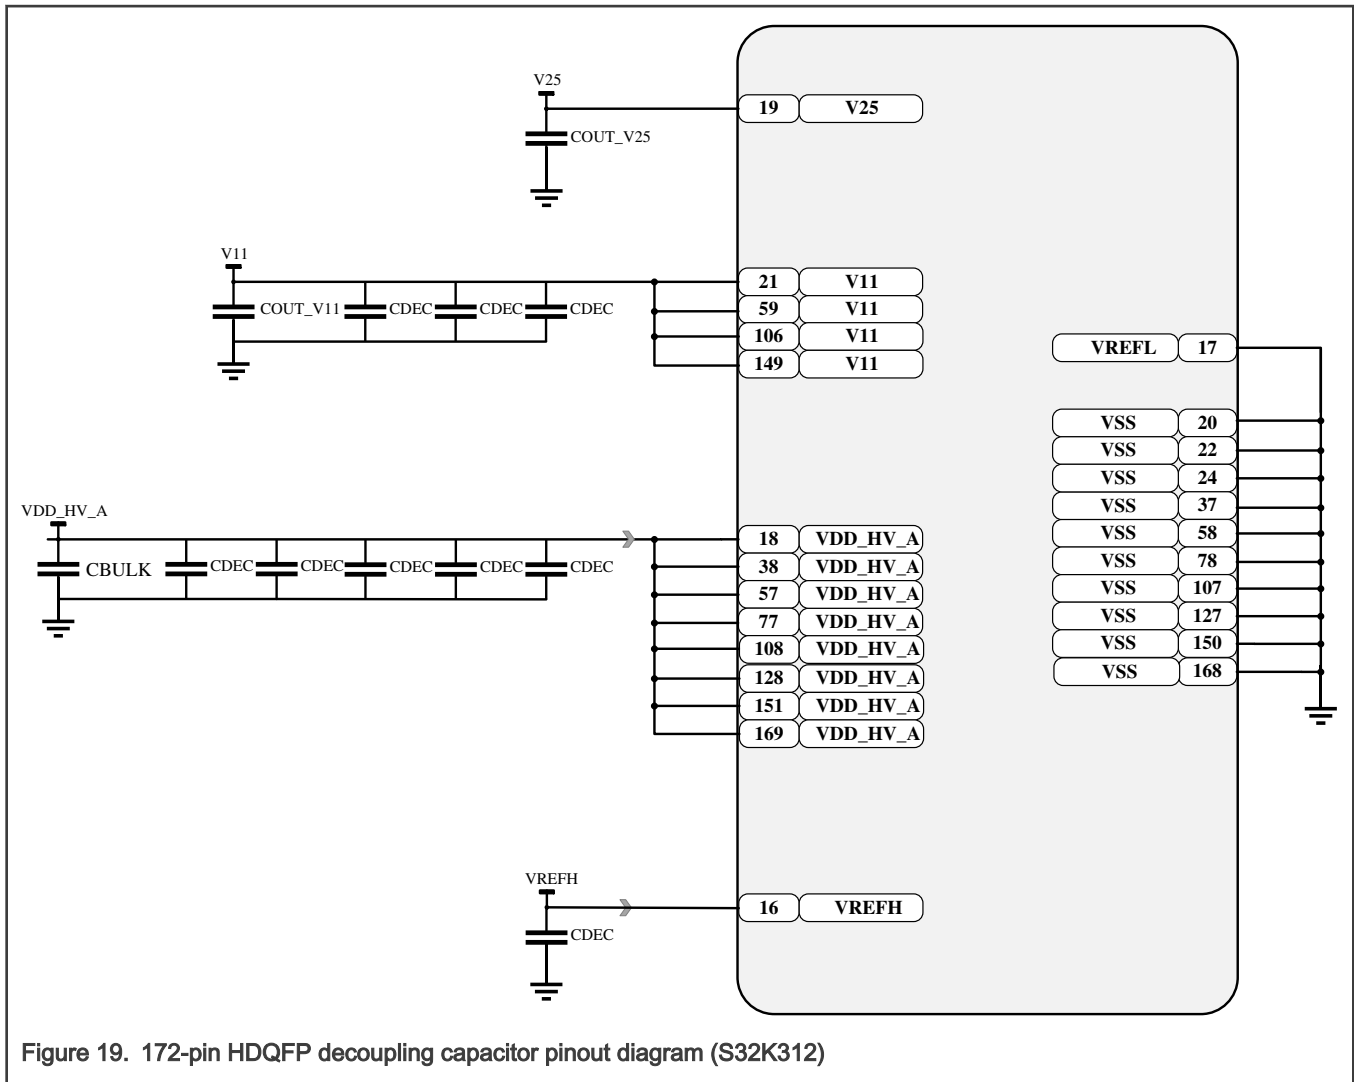 V25
19 V25
COUT_V25
V11
21 V11
COUT_V11 CDEC CDEC CDEC
59 V11
106 V11
149 V11
VREFL 17
VSS 20
VSS 22
VSS 24
VSS 37
VSS 58
VSS 78
VSS 107
VSS 127
VSS 150
VSS 168
VDD_HV_A
CBULK CDEC CDEC CDEC CDEC CDEC
18 VDD_HV_A
38 VDD_HV_A
57 VDD_HV_A
77 VDD_HV_A
108 VDD_HV_A
128 VDD_HV_A
151 VDD_HV_A
169 VDD_HV_A
VREFH
16 VREFH
CDEC
Figure 19. 172-pin HDQFP decoupling capacitor pinout diagram (S32K312)